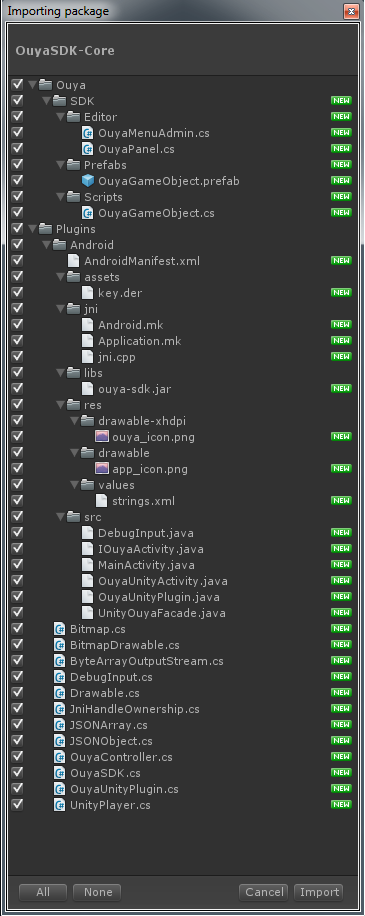 Importing package
OuyaSDK-Core
Ouya
SDK NEW
Editor NEW
OuyaMenuAdmin.cs NEW
OuyaPanel.cs NEW
Prefabs NEW
OuyaGameObject.prefab NEW
Scripts NEW
OuyaGameObject.cs NEW
Plugins
Android
AndroidManifest.xml NEW
assets
key.der NEW
jni
Android.mk NEW
Application.mk NEW
jni.cpp NEW
libs
ouya-sdk.jar NEW
res
drawable-xhdpi
ouya_icon.png NEW
drawable
app_icon.png NEW
values
strings.xml NEW
src
DebugInput.java NEW
IOuyaActivity.java NEW
MainActivity.java NEW
OuyaUnityActivity.java NEW
OuyaUnityPlugin.java NEW
UnityOuyaFacade.java NEW
Bitmap.cs NEW
BitmapDrawable.cs NEW
ByteArrayOutputStream.cs NEW
DebugInput.cs NEW
Drawable.cs NEW
JniHandleOwnership.cs NEW
JSONArray.cs NEW
JSONObject.cs NEW
OuyaController.cs NEW
OuyaSDK.cs NEW
OuyaUnityPlugin.cs NEW
UnityPlayer.cs NEW
All None Cancel Import